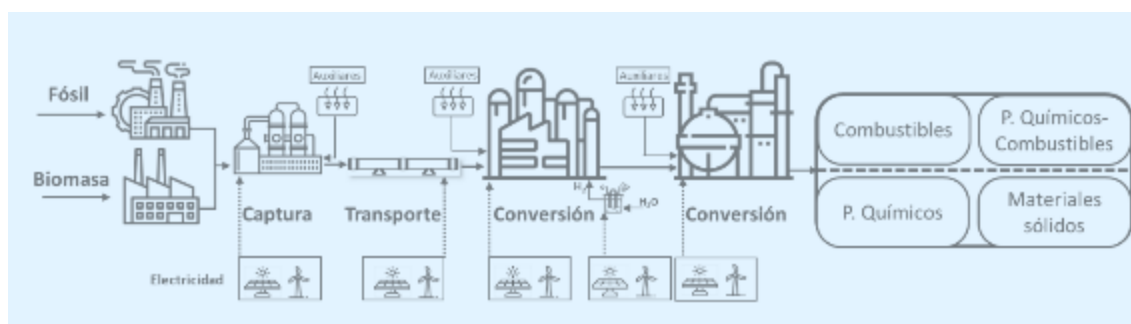 Auxiliares
Auxiliares
Auxiliares
Fósil
Combustibles
P. Químicos-
Combustibles
Biomasa
H₂
H₂O
Captura
Transporte
Conversión
Conversión
P. Químicos
Materiales
sólidos
Electricidad